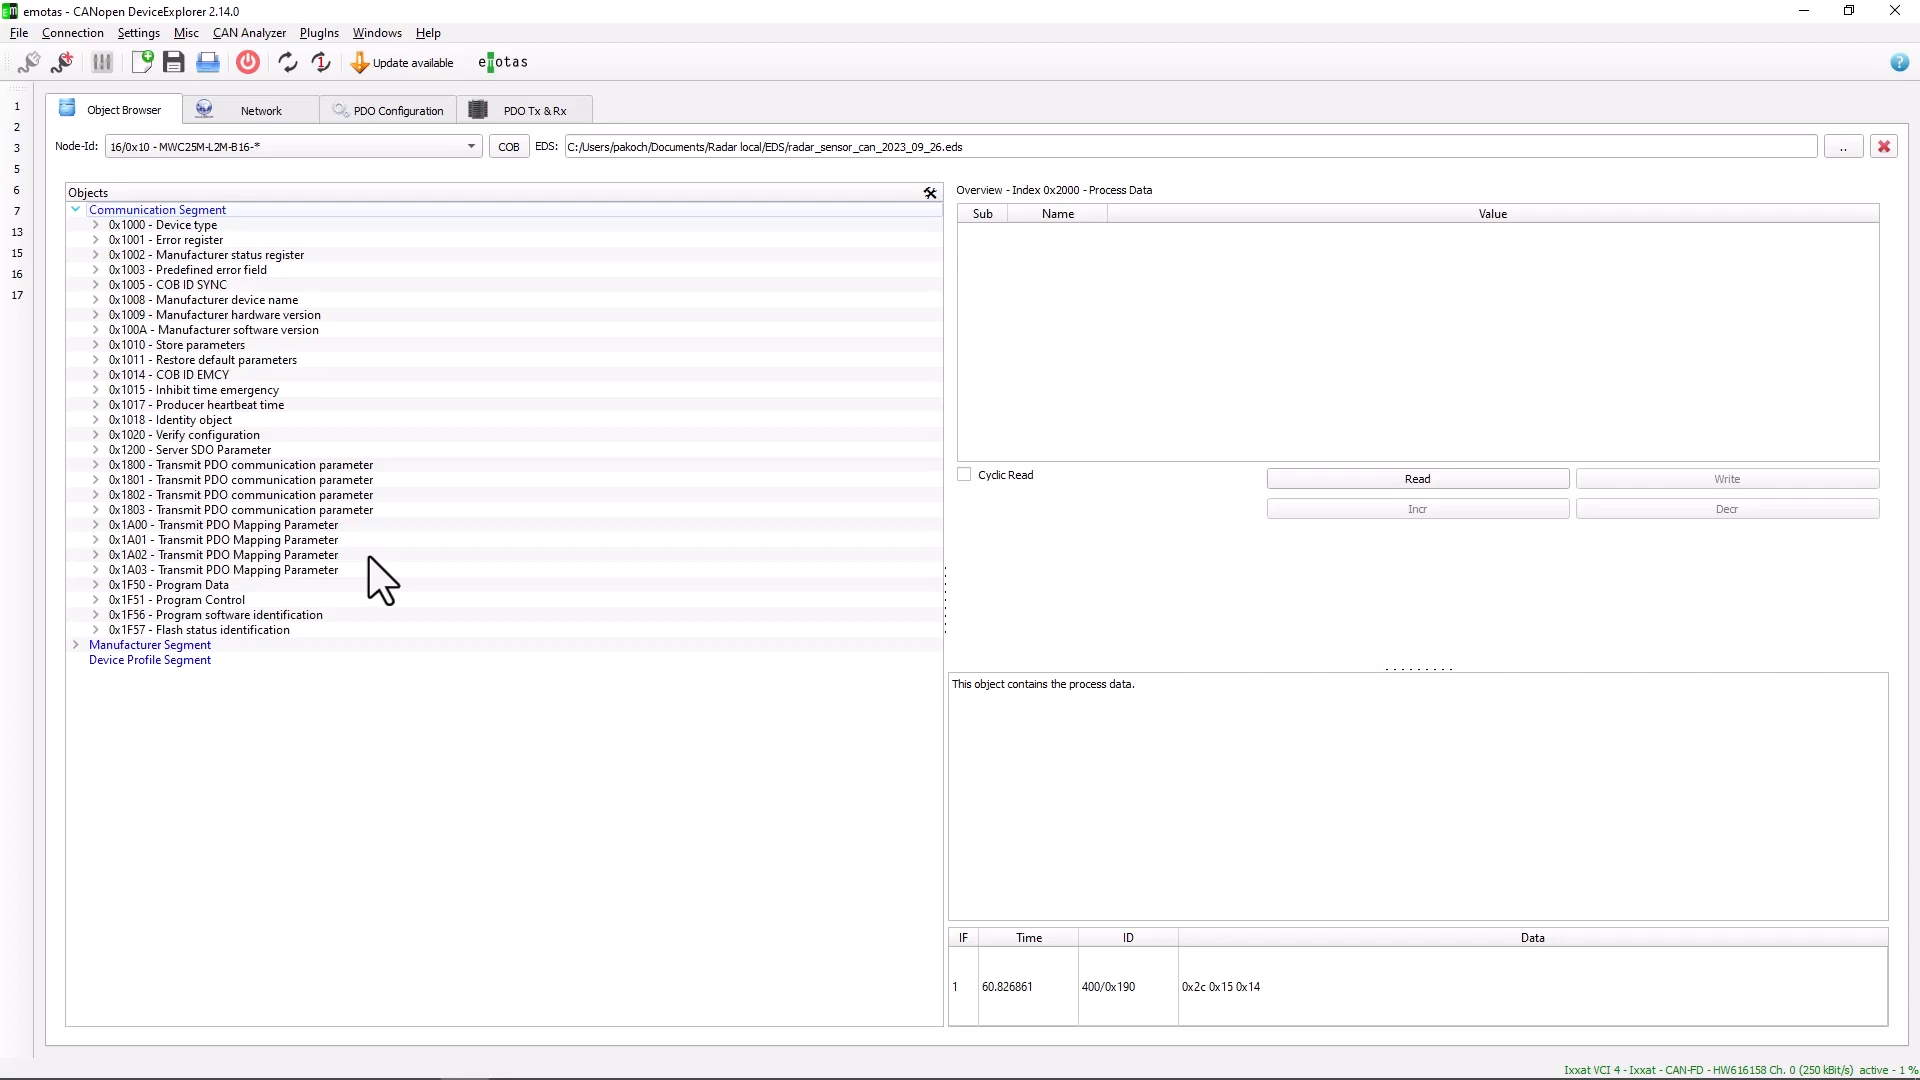 emotas - CANopen DeviceExplorer 2.14.0
File Connection Settings Misc CAN Analyzer PlugIns Windows Help
1 Update available emotas ?
1
2
3
5
6
7
13
15
16
17
Object Browser Network PDO Configuration PDO Tx & Rx
Node-Id: 16/0x10 - MWC25M-L2M-B16-* COB EDS: C:/Users/pakoch/Documents/Radar local/EDS/radar_sensor_can_2023_09_26.eds ..
Objects
Communication Segment
0x1000 - Device type
0x1001 - Error register
0x1002 - Manufacturer status register
0x1003 - Predefined error field
0x1005 - COB ID SYNC
0x1008 - Manufacturer device name
0x1009 - Manufacturer hardware version
0x100A - Manufacturer software version
0x1010 - Store parameters
0x1011 - Restore default parameters
0x1014 - COB ID EMCY
0x1015 - Inhibit time emergency
0x1017 - Producer heartbeat time
0x1018 - Identity object
0x1020 - Verify configuration
0x1200 - Server SDO Parameter
0x1800 - Transmit PDO communication parameter
0x1801 - Transmit PDO communication parameter
0x1802 - Transmit PDO communication parameter
0x1803 - Transmit PDO communication parameter
0x1A00 - Transmit PDO Mapping Parameter
0x1A01 - Transmit PDO Mapping Parameter
0x1A02 - Transmit PDO Mapping Parameter
0x1A03 - Transmit PDO Mapping Parameter
0x1F50 - Program Data
0x1F51 - Program Control
0x1F56 - Program software identification
0x1F57 - Flash status identification
Manufacturer Segment
Device Profile Segment
Overview - Index 0x2000 - Process Data
Sub Name Value
Cyclic Read Read Write
Incr Decr
This object contains the process data.
IF Time ID Data
1 60.826861 400/0x190 0x2c 0x15 0x14
Ixxat VCI 4 - Ixxat - CAN-FD - HW616158 Ch. 0 (250 kBit/s) active - 1 %